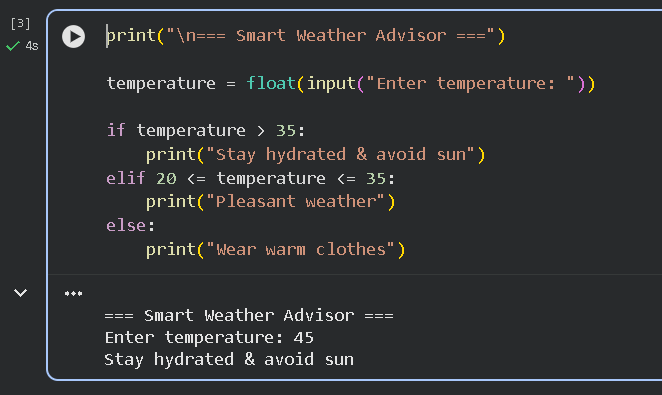 [3]
4s
print("\n=== Smart Weather Advisor ===")
temperature = float(input("Enter temperature: "))
if temperature > 35:
    print("Stay hydrated & avoid sun")
elif 20 <= temperature <= 35:
    print("Pleasant weather")
else:
    print("Wear warm clothes")
=== Smart Weather Advisor ===
Enter temperature: 45
Stay hydrated & avoid sun